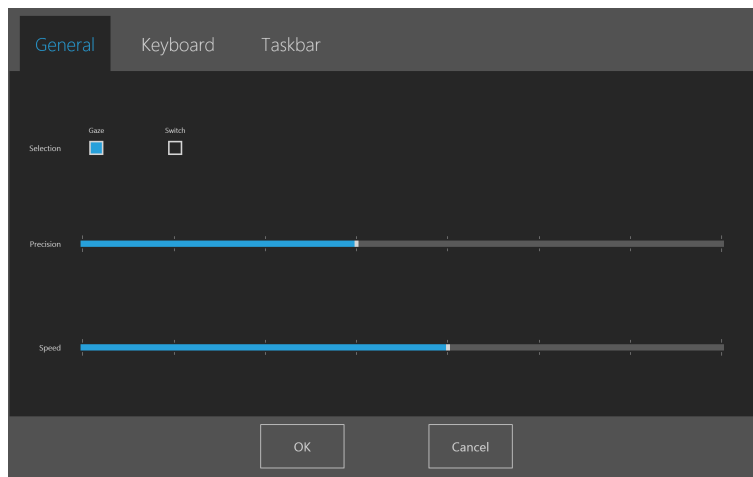 General Keyboard Taskbar
Gaze Switch
Selection
Precision
Speed
OK Cancel